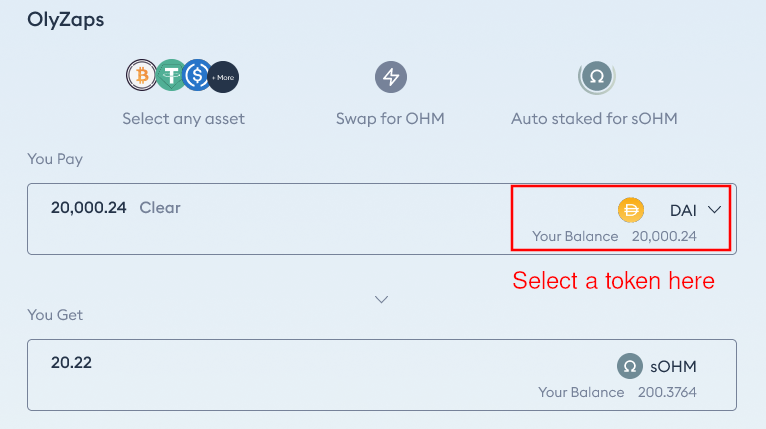 OlyZaps
+ More
Select any asset
Swap for OHM
Auto staked for sOHM
You Pay
20,000.24 Clear
DAI
Your Balance 20,000.24
Select a token here
You Get
20.22
sOHM
Your Balance 200.3764